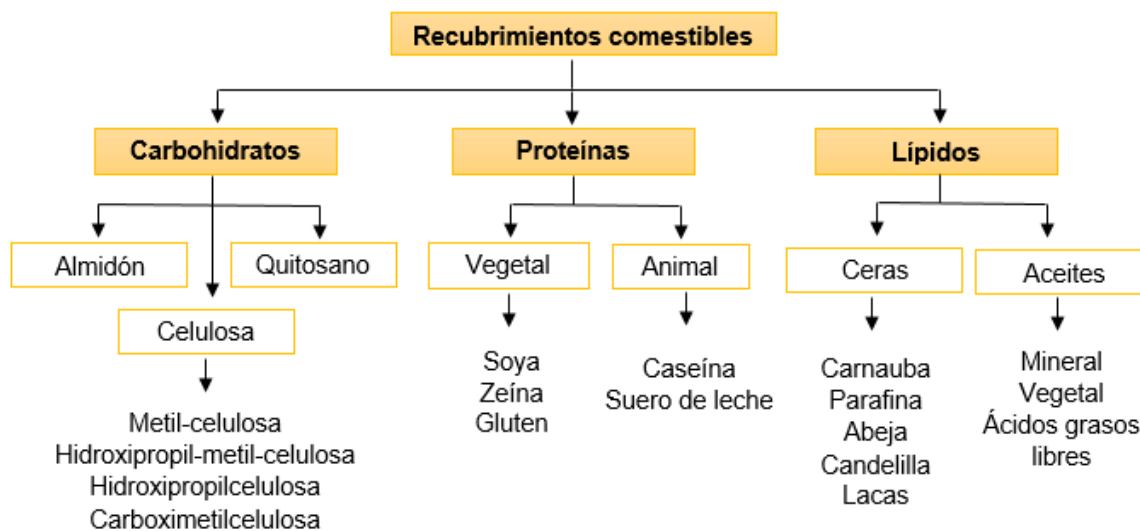 Recubrimientos comestibles
Carbohidratos
Proteínas
Lípidos
Almidón
Quitosano
Vegetal
Animal
Ceras
Aceites
Celulosa
Metil-celulosa
Hidroxipropil-metil-celulosa
Hidroxipropilcelulosa
Carboximetilcelulosa
Soya
Zeína
Gluten
Caseína
Suero de leche
Carnauba
Parafina
Abeja
Candelilla
Lacas
Mineral
Vegetal
Ácidos grasos
libres